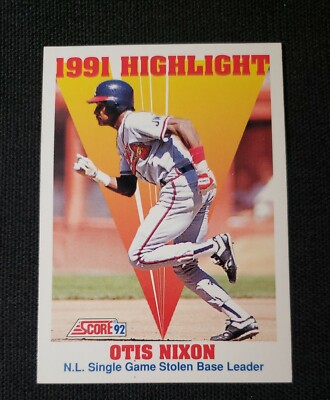 1991 HIGHLIGHT
SCORE 92
OTIS NIXON
N.L. Single Game Stolen Base Leader